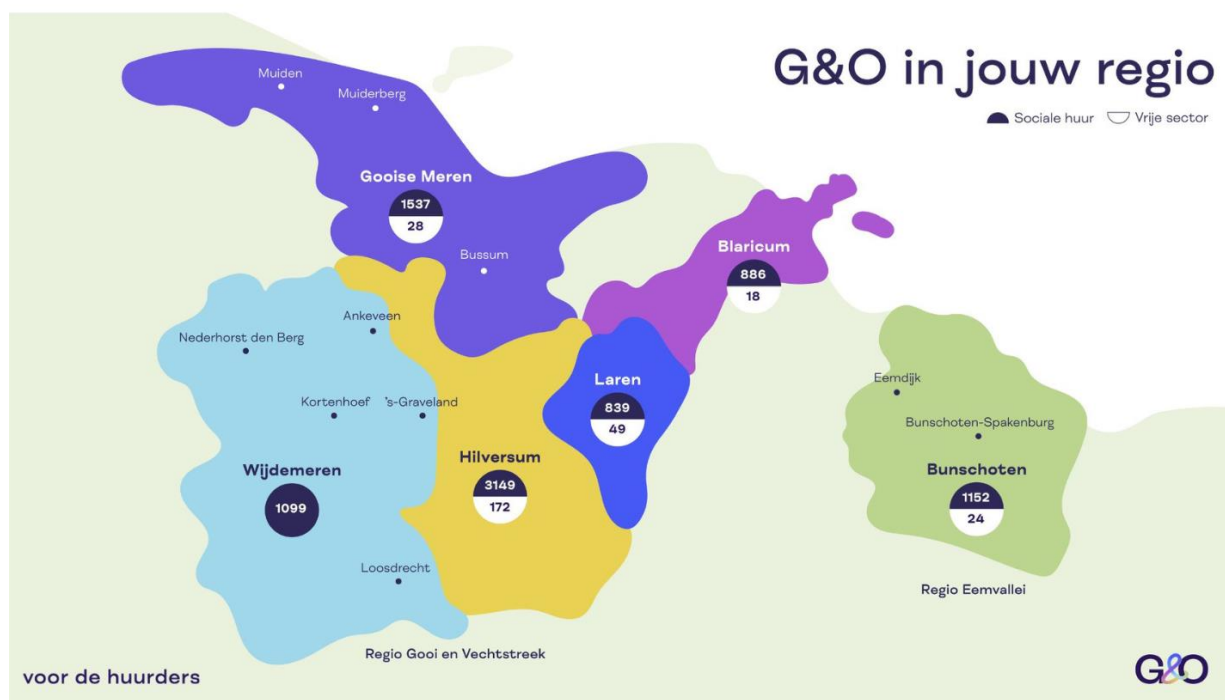 G&O in jouw regio
Sociale huur Vrije sector
Muiden
Muiderberg
Gooise Meren
1537
28
Bussum
Blaricum
886
18
Ankeveen
Nederhorst den Berg
Kortenhoef 's-Graveland
Laren
839
49
Eemdijk
Bunschoten-Spakenburg
Bunschoten
1152
24
Hilversum
3149
172
Wijdemeren
1099
Loosdrecht
Regio Eemvallei
Regio Gooi en Vechtstreek
voor de huurders
G&O